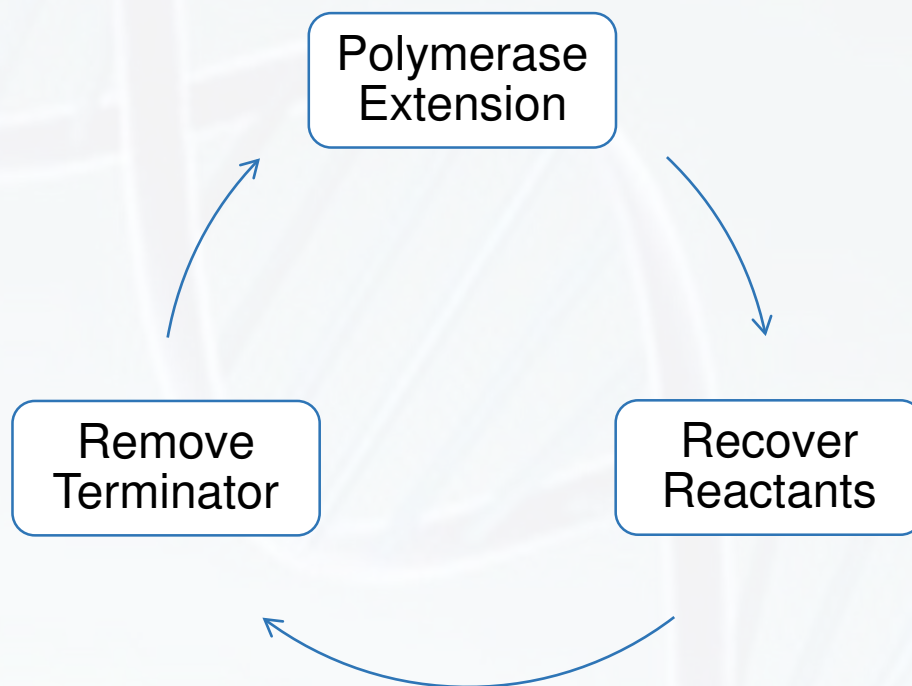 Polymerase
Extension
Remove
Terminator
Recover
Reactants